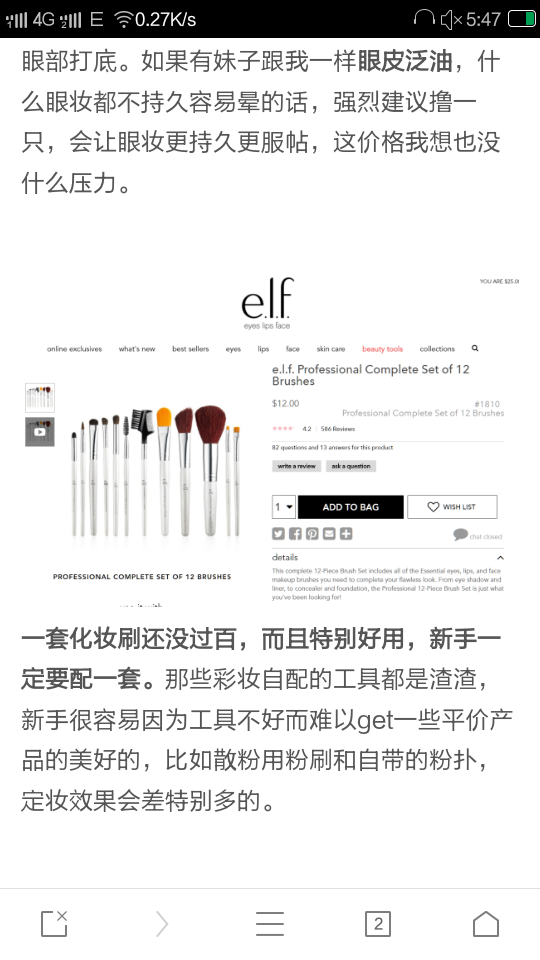 1 4G 2 E 0.27K/s 5:47
眼部打底。如果有妹子跟我一样眼皮泛油，什
么眼妆都不持久容易晕的话，强烈建议撸一
只，会让眼妆更持久更服帖，这价格我想也没
什么压力。
e.l.f.
eyes lips face
YOU ARE $25.0
online exclusives what's new best sellers eyes lips face skin care beauty tools collections
e.l.f. Professional Complete Set of 12
Brushes
$12.00
#1810
Professional Complete Set of 12 Brushes
4.2 586 Reviews
82 questions and 13 answers for this product
write a review ask a question
1 ADD TO BAG WISH LIST
chat closed
details
This complete 12-Piece Brush Set includes all of the Essential eyes, lips, and face
makeup brushes you need to complete your flawless look. From eye shadow and
liner, to concealer and foundation, the Professional 12-Piece Brush Set is just what
you've been looking for!
PROFESSIONAL COMPLETE SET OF 12 BRUSHES
一套化妆刷还没过百，而且特别好用，新手一
定要配一套。那些彩妆自配的工具都是渣渣，
新手很容易因为工具不好而难以get一些平价产
品的美好的，比如散粉用粉刷和自带的粉扑，
定妆效果会差特别多的。
2